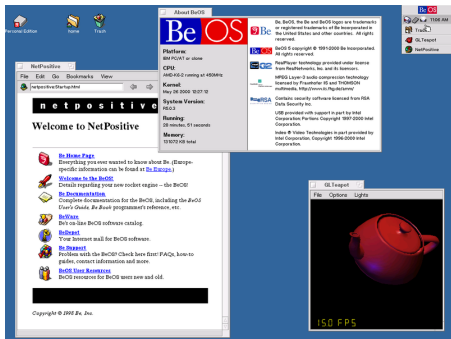 Personal Edition
home
Trash
BeOS
11:06 AM
Tracker
GLTeapot
NetPositive
About BeOS
BeOS
Platform:
IBM PC/AT or clone
CPU:
AMD-K6-2 running at 450MHz
Kernel:
May 26 2000 12:27:12
System Version:
R5.0.3
Running:
28 minutes, 51 seconds
Memory:
131072 KB total
Be, BeOS, the Be and BeOS logos are trademarks
or registered trademarks of Be Incorporated in
the United States and other countries. All rights
reserved.
BeOS © copyright 1991-2000 Be Incorporated.
All rights reserved.
RealPlayer technology provided under license
from RealNetworks, Inc. and its licensors.
MPEG Layer-3 audio compression technology
licensed by Fraunhofer IIS and THOMSON
multimedia, http://www.iis.fhg.de/amm/
Contains security software licensed from RSA
Data Security Inc.
USB provided with support in part by Intel
Corporation; Portions Copyright 1997-2000 Intel
Corporation.
Indeo ® Video Technologies in part provided by
Intel Corporation. Copyright 1996-2000 Intel
Corporation.
NetPositive
File Edit Go Bookmarks View
netpositive/Startup.html
netpositive
Welcome to NetPositive
Be Home Page
Everything you ever wanted to know about Be. (Europe-
specific information can be found at Be Europe.)
Welcome to the BeOS!
Details regarding your new rocket engine -- the BeOS!
Be Documentation
Complete documentation for the BeOS, including the BeOS
User's Guide, Be Book programmer's reference, etc.
BeWare
Be's on-line BeOS software catalog.
BeDepot
Your Internet mall for BeOS software.
Be Support
Problem with the BeOS? Check here first! FAQs, how-to
guides, contact information and more.
BeOS User Resources
BeOS resources for BeOS users new and old.
Copyright © 1998 Be, Inc.
GLTeapot
File Options Lights
150 FPS